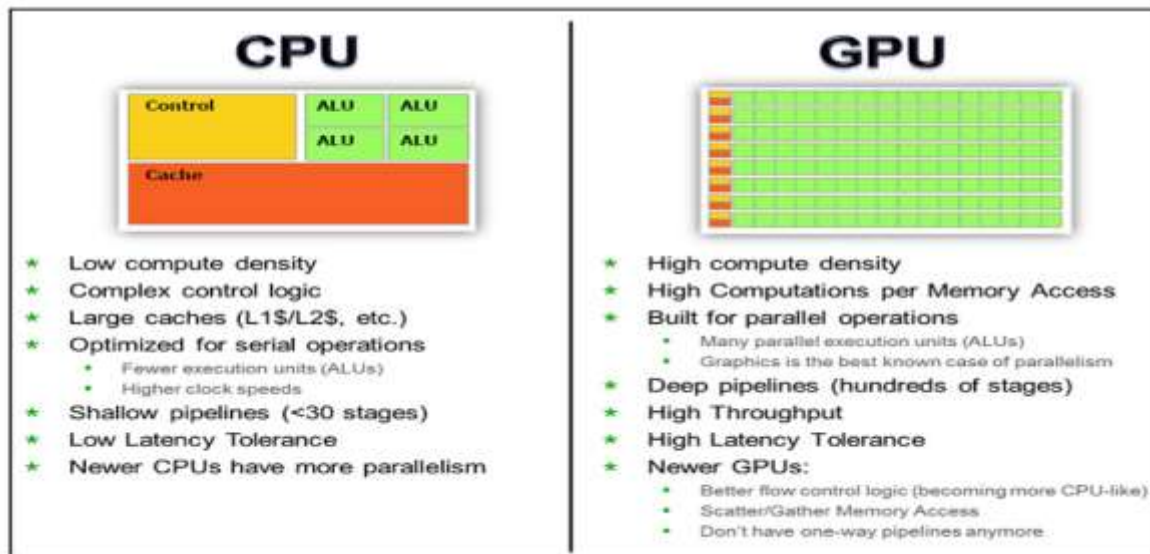 CPU
Control
ALU
ALU
ALU
ALU
Cache
* Low compute density
* Complex control logic
* Large caches (L1$/L2$, etc.)
* Optimized for serial operations
• Fewer execution units (ALUs)
• Higher clock speeds
* Shallow pipelines (<30 stages)
* Low Latency Tolerance
* Newer CPUs have more parallelism
GPU
* High compute density
* High Computations per Memory Access
* Built for parallel operations
• Many parallel execution units (ALUs)
• Graphics is the best known case of parallelism
* Deep pipelines (hundreds of stages)
* High Throughput
* High Latency Tolerance
* Newer GPUs:
• Better flow control logic (becoming more CPU-like)
• Scatter/Gather Memory Access
• Don't have one-way pipelines anymore